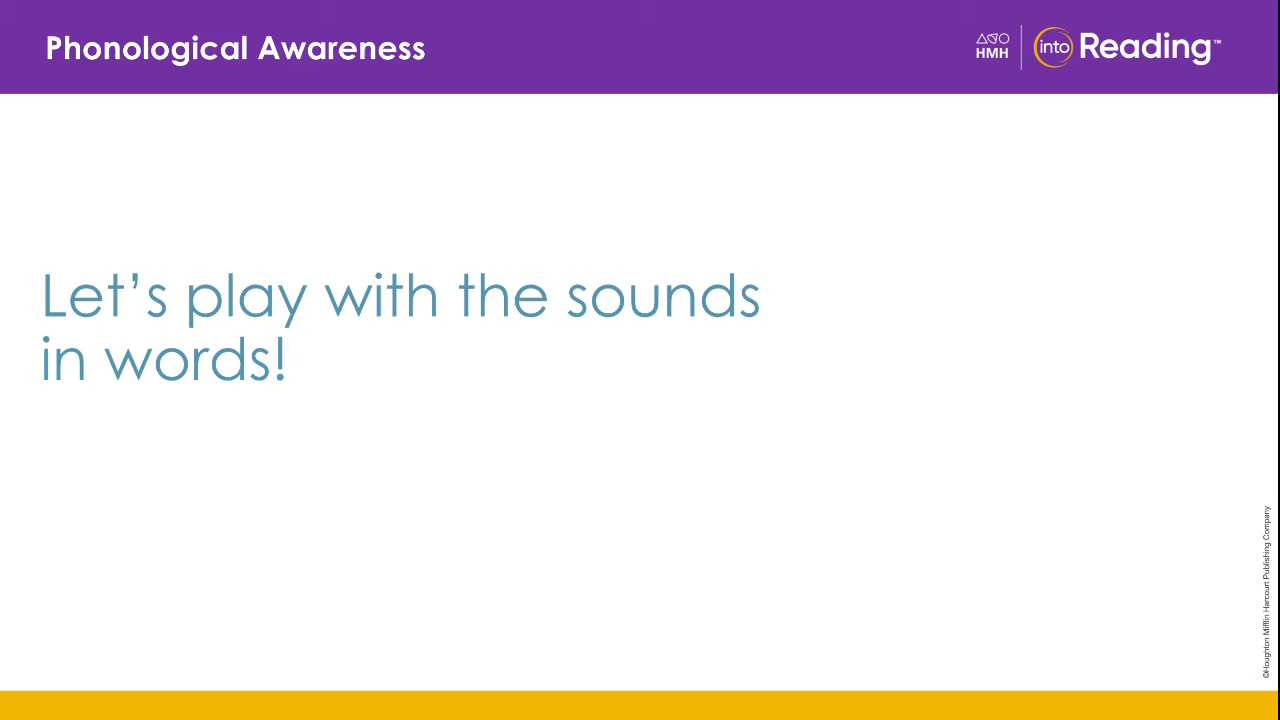 Phonological Awareness
HMH
into Reading™
Let’s play with the sounds
in words!
©Houghton Mifflin Harcourt Publishing Company